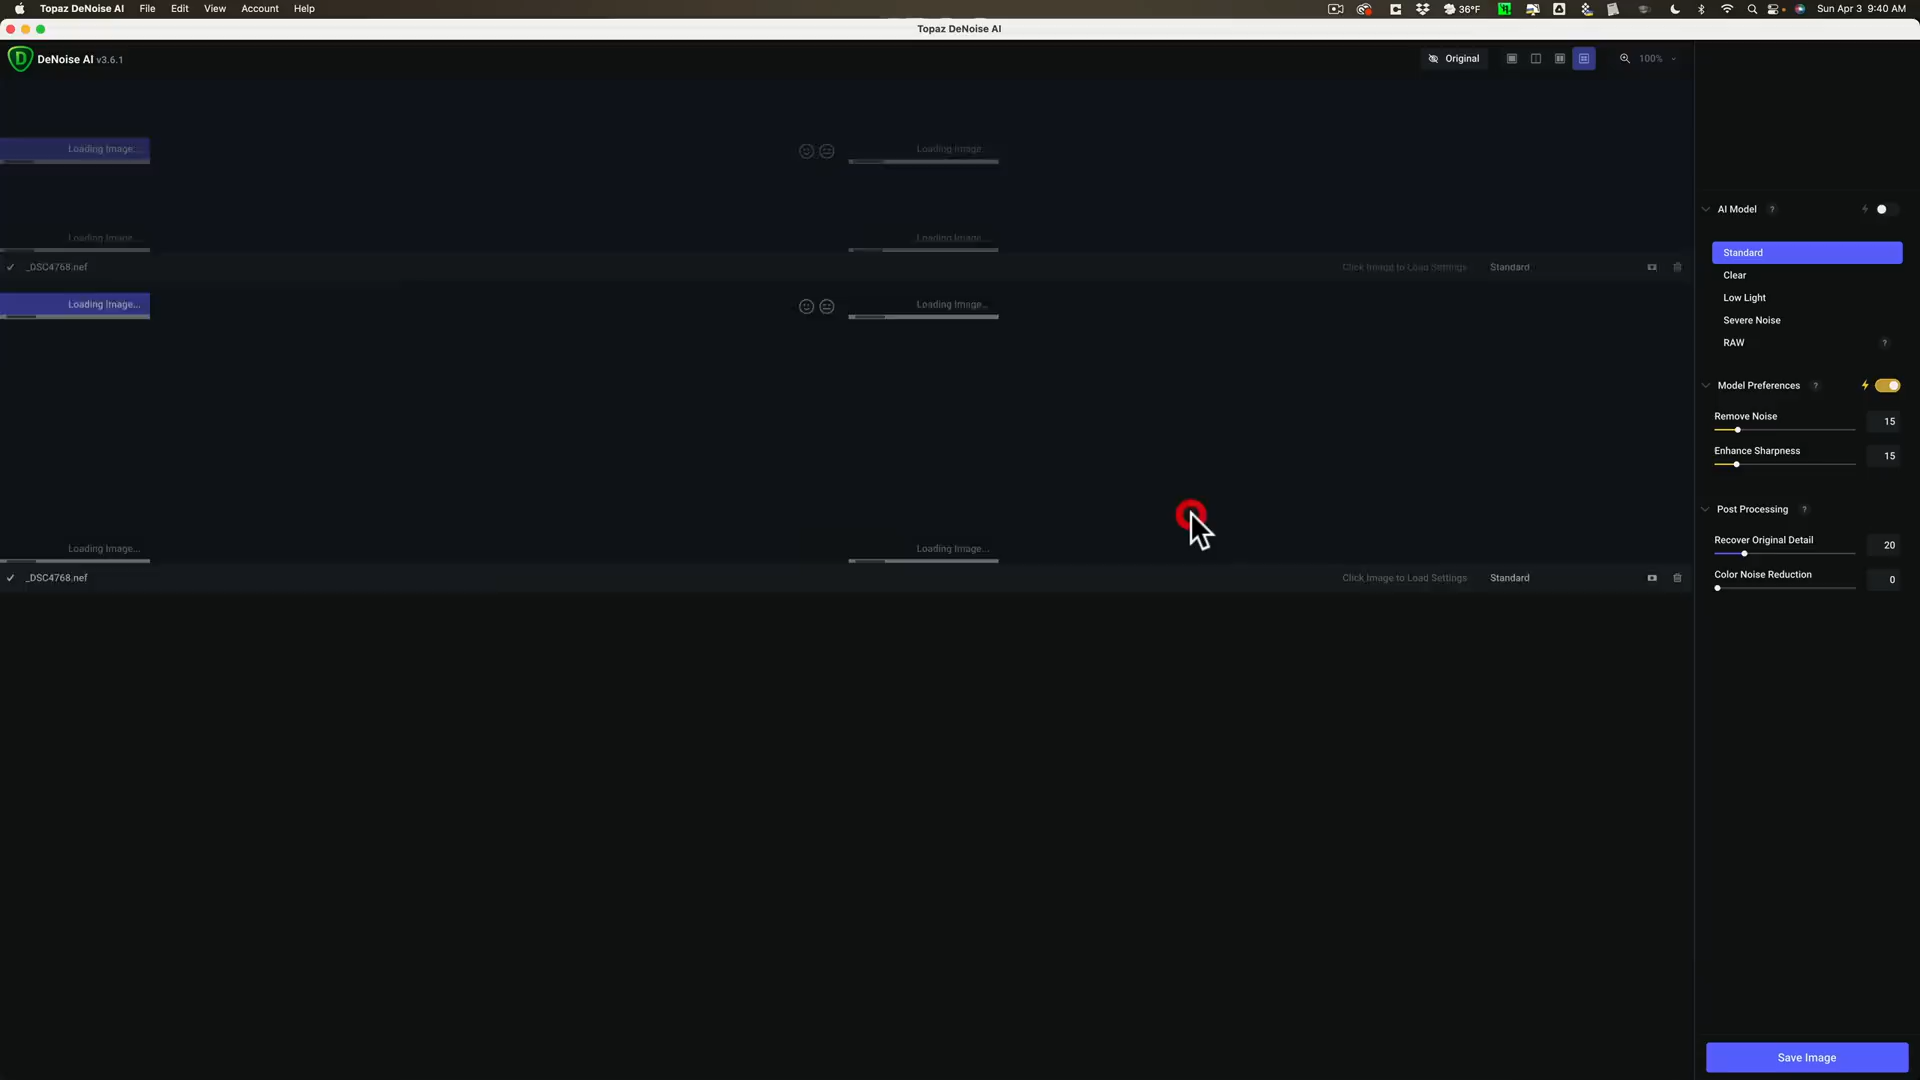 Topaz DeNoise AI File Edit View Account Help 36°F Sun Apr 3 9:40 AM
Topaz DeNoise AI
DeNoise AI v3.6.1 Original 100%
Loading Image... Loading Image...
Loading Image... Loading Image...
_DSC4768.nef Click Image to Load Settings Standard
Loading Image... Loading Image...
Loading Image... Loading Image...
_DSC4768.nef Click Image to Load Settings Standard
AI Model ?
Standard
Clear
Low Light
Severe Noise
RAW ?
Model Preferences ?
Remove Noise 15
Enhance Sharpness 15
Post Processing ?
Recover Original Detail 20
Color Noise Reduction 0
Save Image